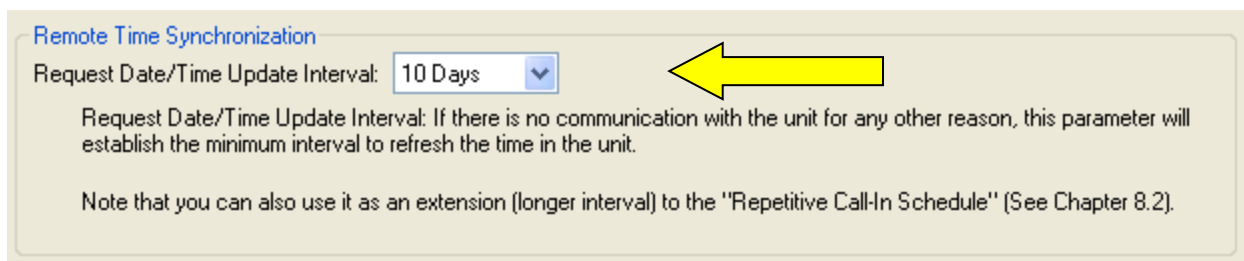 Remote Time Synchronization
Request Date/Time Update Interval: 10 Days
Request Date/Time Update Interval: If there is no communication with the unit for any other reason, this parameter will
establish the minimum interval to refresh the time in the unit.
Note that you can also use it as an extension (longer interval) to the "Repetitive Call-In Schedule" (See Chapter 8.2).